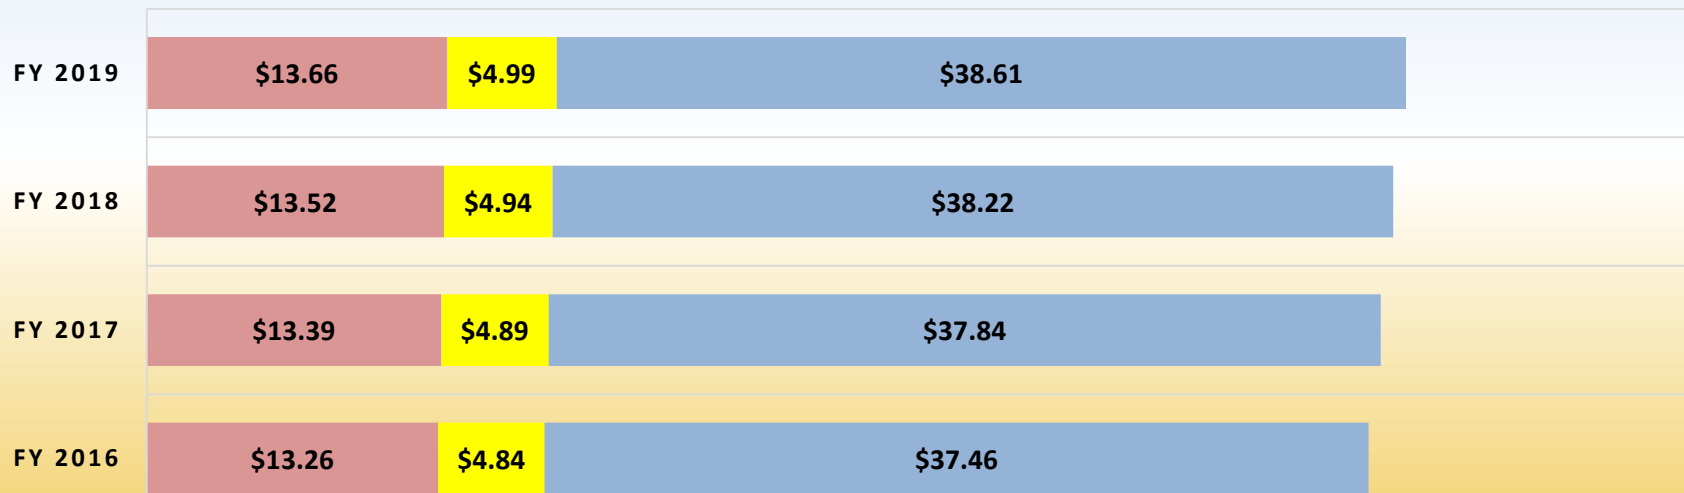 FY 2019 $13.66 $4.99 $38.61
FY 2018 $13.52 $4.94 $38.22
FY 2017 $13.39 $4.89 $37.84
FY 2016 $13.26 $4.84 $37.46